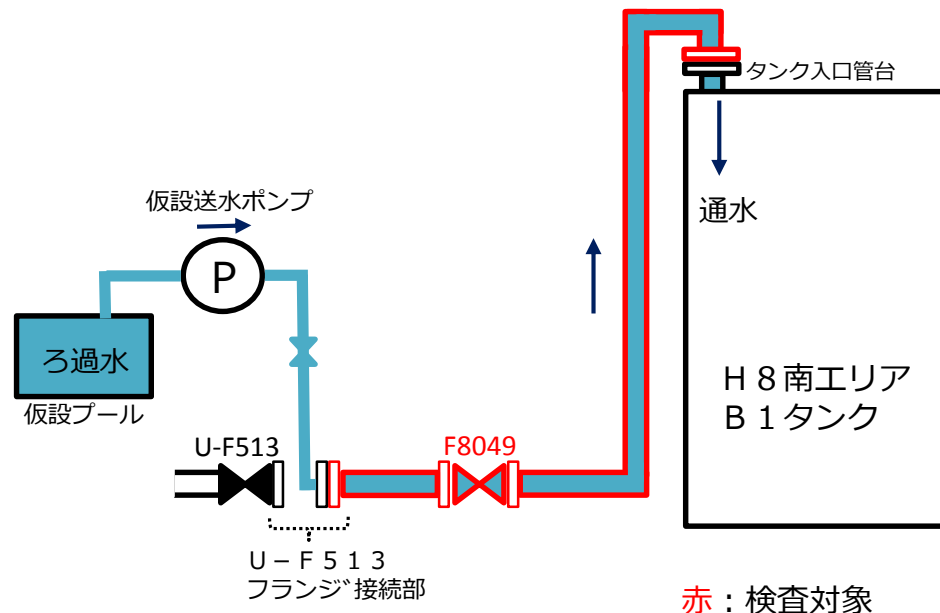 タンク入口管台
仮設送水ポンプ
通水
P
ろ過水
仮設プール
H８南エリア
B１タンク
U-F513
F8049
U－F５１３
フランジ゛接続部
赤：検査対象